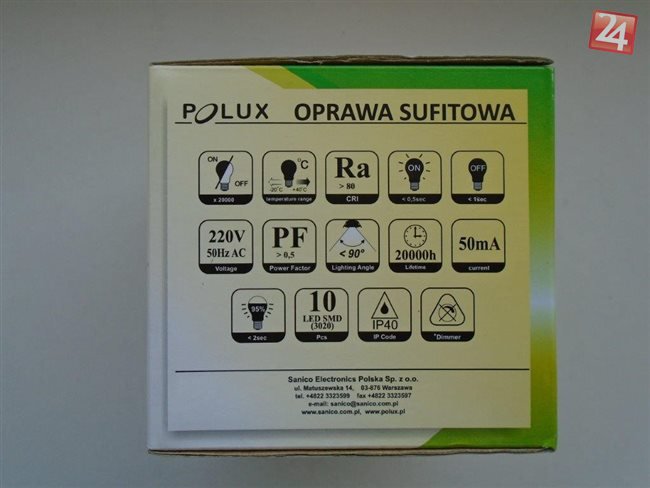 24
POLUX OPRAWA SUFITOWA
ON
OFF
x 20000
°C
-20°C +40°C
temperature range
Ra
> 80
CRI
ON
< 0,5sec
OFF
< 1sec
220V
50Hz AC
Voltage
PF
> 0,5
Power Factor
< 90°
Lighting Angle
20000h
Lifetime
50mA
current
95%
< 2sec
10
LED SMD
(3020)
Pcs
IP40
IP Code
*Dimmer
Sanico Electronics Polska Sp. z o.o.
ul. Matuszewska 14, 03-876 Warszawa
tel. +4822 3323599 fax +4822 3323597
e-mail: sanico@sanico.com.pl
www.sanico.com.pl, www.polux.pl